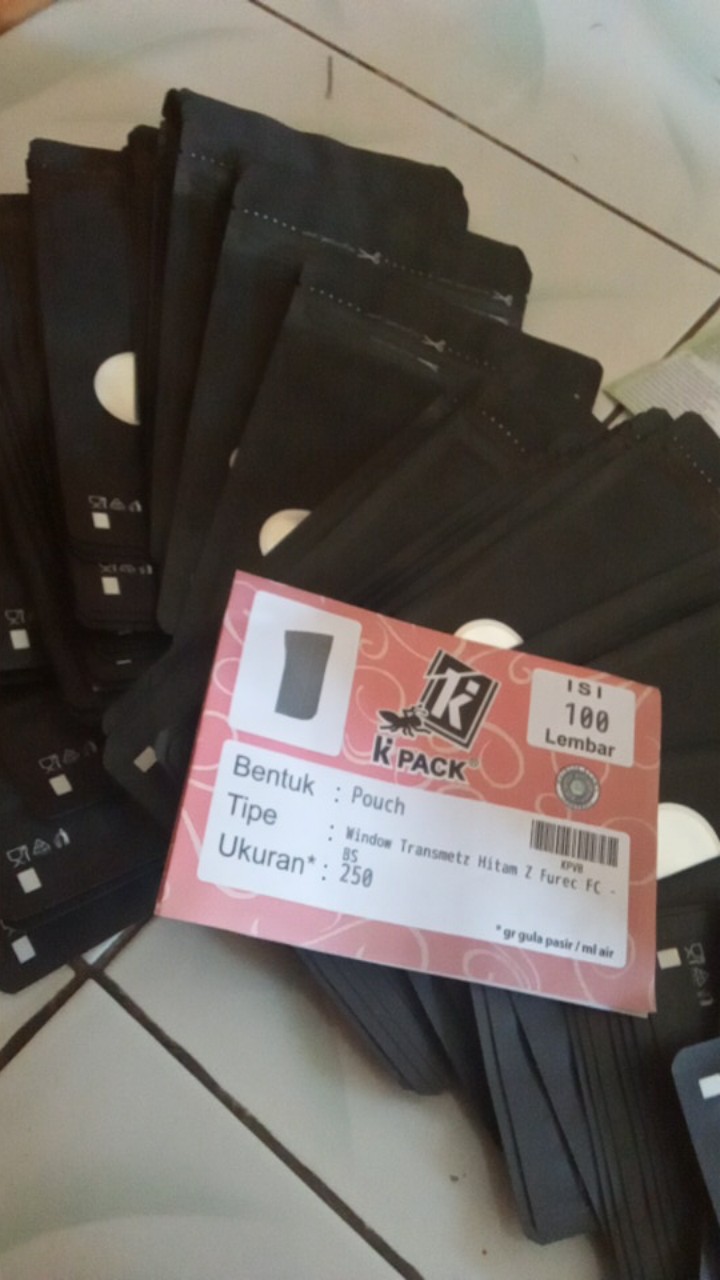 ISI
100
Lembar
K PACK®
Bentuk : Pouch
Tipe : Window Transmetz Hitam Z Furec FC -
BS
Ukuran* : 250
KPVB
* gr gula pasir / ml air